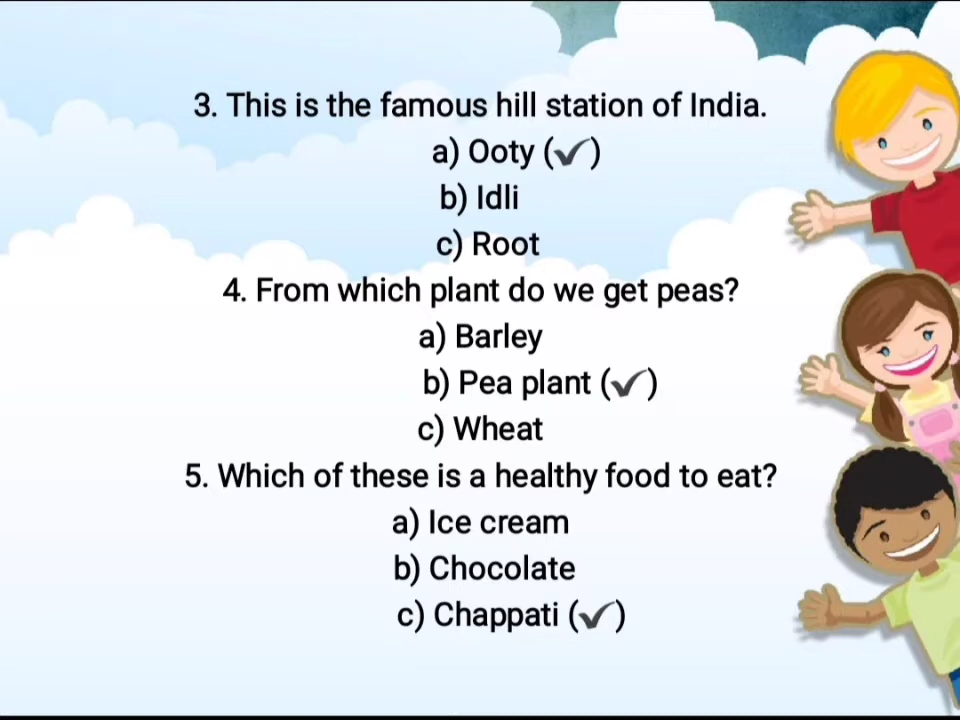 3. This is the famous hill station of India.
a) Ooty (✓)
b) Idli
c) Root
4. From which plant do we get peas?
a) Barley
b) Pea plant (✓)
c) Wheat
5. Which of these is a healthy food to eat?
a) Ice cream
b) Chocolate
c) Chappati (✓)